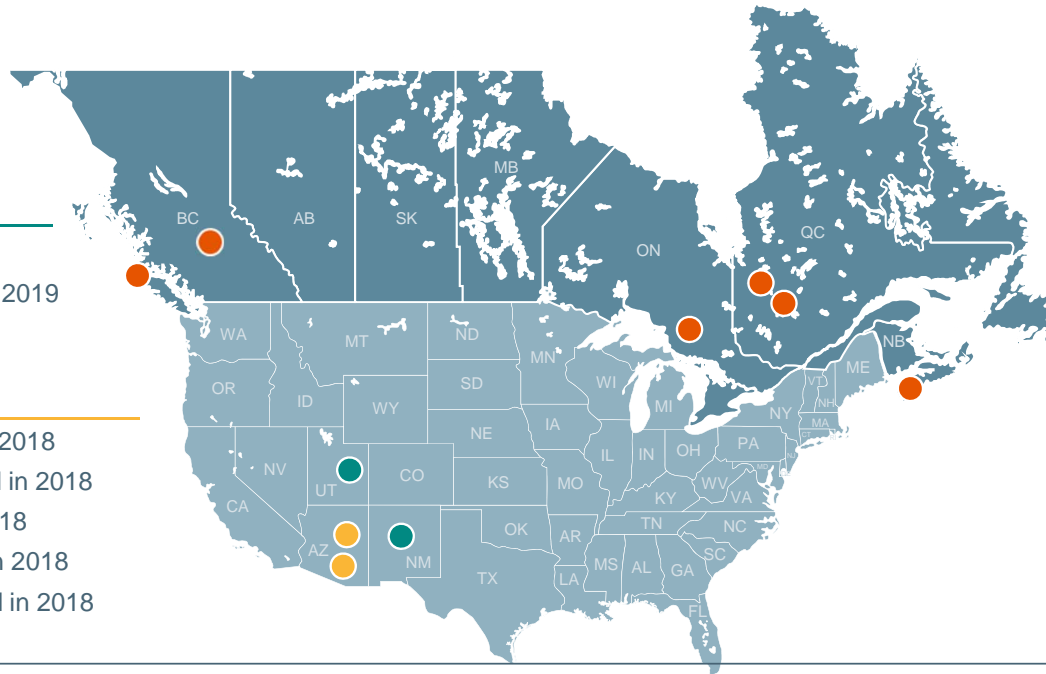 MB
BC
AB
SK
QC
ON
2019
WA
MT
ND
MN
NB
OR
ID
SD
WI
ME
VT
WY
MI
NH
NY
MA
IA
CT
2018
NE
PA
NV
IL
IN
OH
NJ
MD
in 2018
UT
CO
KS
MO
WV
VA
KY
CA
18
OK
TN
NC
AR
AZ
NM
SC
2018
MS
AL
GA
TX
LA
in 2018
FL